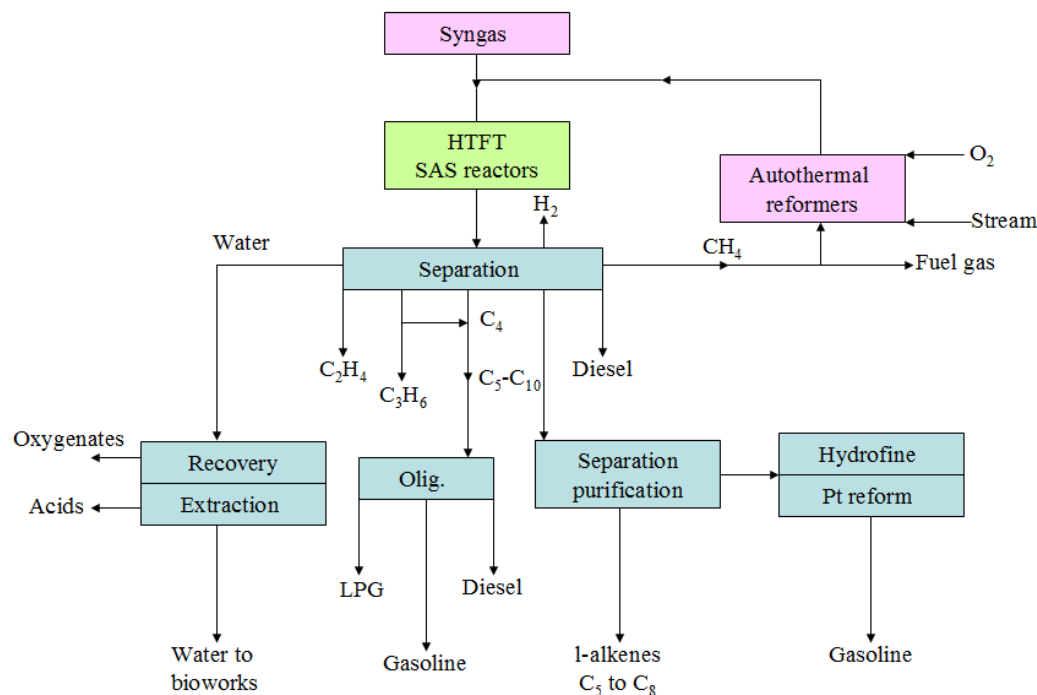 Syngas
HTFT
SAS reactors
O₂
Autothermal
reformers
H₂
Stream
Water
Separation
CH₄
Fuel gas
C₄
C₂H₄
C₃H₆
C₅-C₁₀
Diesel
Oxygenates
Recovery
Acids
Extraction
Olig.
Separation
purification
Hydrofine
Pt reform
LPG
Diesel
Water to
bioworks
Gasoline
l-alkenes
C₅ to C₈
Gasoline